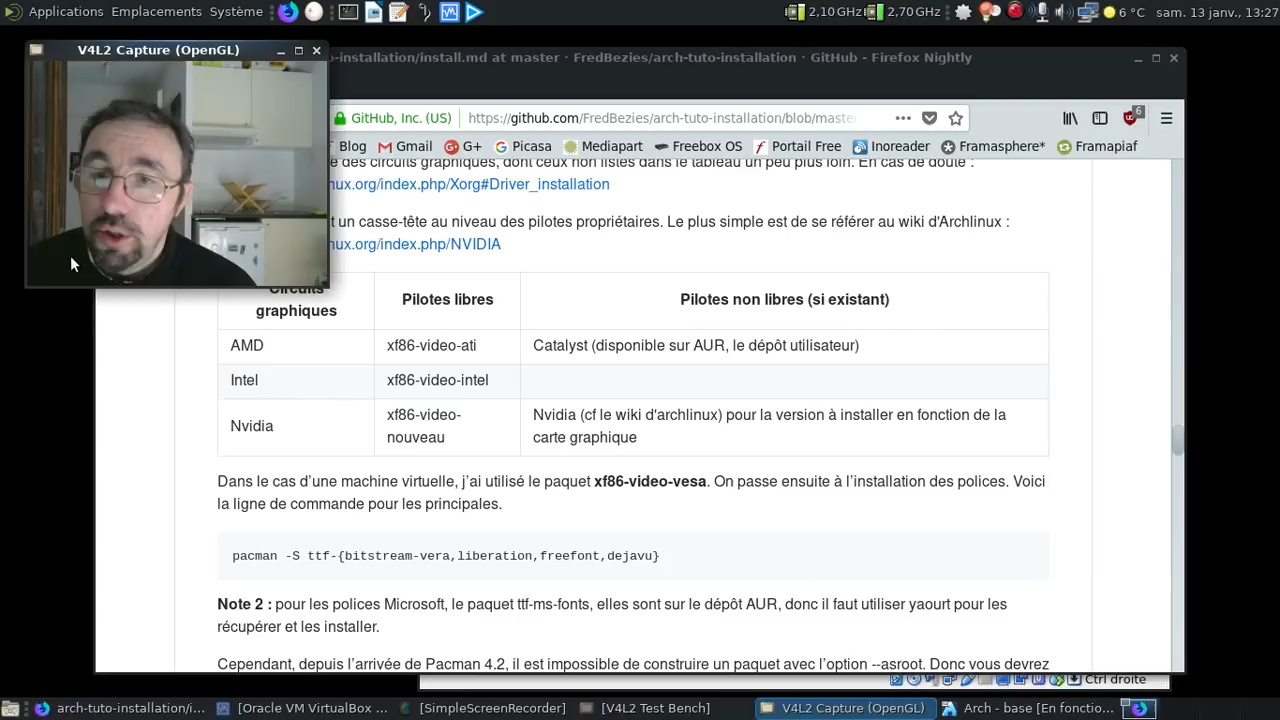 Applications Emplacements Système
2,10 GHz 2,70 GHz 6 °C sam. 13 janv., 13:27
V4L2 Capture (OpenGL)
o-installation/install.md at master · FredBezies/arch-tuto-installation · GitHub - Firefox Nightly
GitHub, Inc. (US) https://github.com/FredBezies/arch-tuto-installation/blob/master
6
Blog Gmail G+ Picasa Mediapart Freebox OS Portail Free Inoreader Framasphere* Framapiaf
des circuits graphiques, dont ceux non listés dans le tableau un peu plus loin. En cas de doute :
nux.org/index.php/Xorg#Driver_installation
t un casse-tête au niveau des pilotes propriétaires. Le plus simple est de se référer au wiki d'Archlinux :
nux.org/index.php/NVIDIA
Circuits graphiques Pilotes libres Pilotes non libres (si existant)
AMD xf86-video-ati Catalyst (disponible sur AUR, le dépôt utilisateur)
Intel xf86-video-intel
Nvidia xf86-video-nouveau Nvidia (cf le wiki d'archlinux) pour la version à installer en fonction de la
carte graphique
Dans le cas d'une machine virtuelle, j'ai utilisé le paquet xf86-video-vesa. On passe ensuite à l'installation des polices. Voici
la ligne de commande pour les principales.
pacman -S ttf-{bitstream-vera,liberation,freefont,dejavu}
Note 2 : pour les polices Microsoft, le paquet ttf-ms-fonts, elles sont sur le dépôt AUR, donc il faut utiliser yaourt pour les
récupérer et les installer.
Cependant, depuis l'arrivée de Pacman 4.2, il est impossible de construire un paquet avec l'option --asroot. Donc vous devrez
Ctrl droite
arch-tuto-installation/i... [Oracle VM VirtualBox ... [SimpleScreenRecorder] [V4L2 Test Bench] V4L2 Capture (OpenGL) Arch - base [En fonctio...